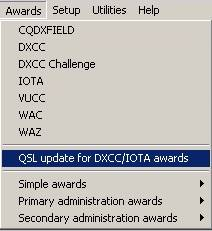 Awards Setup Utilities Help
CQDXFIELD
DXCC
DXCC Challenge
IOTA
VUCC
WAC
WAZ
QSL update for DXCC/IOTA awards
Simple awards
Primary administration awards
Secondary administration awards